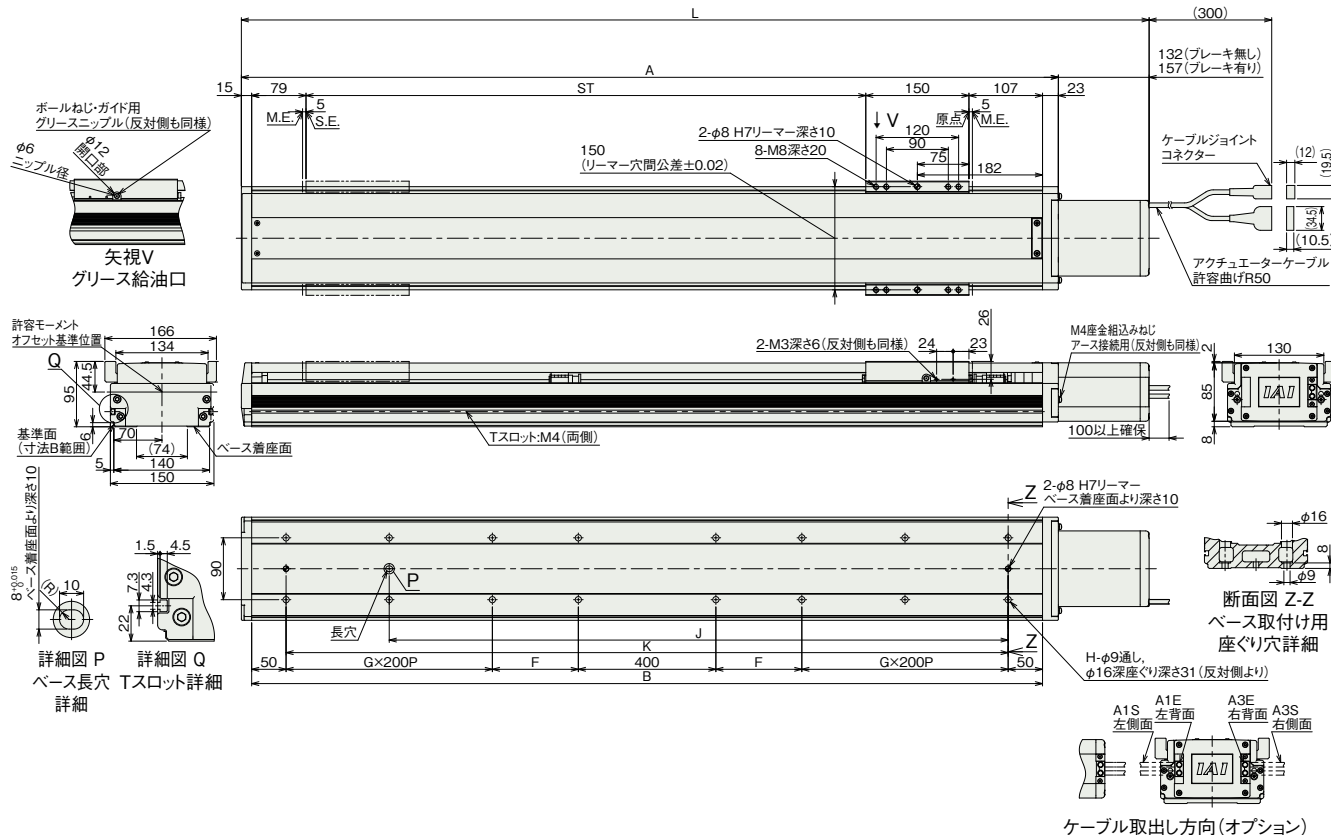 L
(300)
132(ブレーキ無し)
157(ブレーキ有り)
A
15
79
ST
150
107
23
5
M.E.
S.E.
↓V
原点
5
M.E.
2-φ8 H7リーマー深さ10
8-M8深さ20
120
90
75
182
150
(リーマー穴間公差±0.02)
ケーブルジョイント
コネクター
(12)
(19.5)
(34.5)
(10.5)
アクチュエーターケーブル
許容曲げR50
ボールねじ・ガイド用
グリースニップル(反対側も同様)
φ12
開口部
φ6
ニップル径
矢視V
グリース給油口
許容モーメント
オフセット基準位置
166
134
Q
95
44.5
6
基準面
(寸法B範囲)
70
(74)
ベース着座面
5
140
150
2-M3深さ6(反対側も同様)
24
23
26
M4座金組込みねじ
アース接続用(反対側も同様)
Tスロット:M4(両側)
100以上確保
2
130
85
8
IAI
8+0.015 0
ベース着座面より深さ10
(R)
10
詳細図 P
ベース長穴
詳細
1.5
4.5
7.3
4.3
22
詳細図 Q
Tスロット詳細
90
P
長穴
Z
2-φ8 H7リーマー
ベース着座面より深さ10
J
K
Z
50
G×200P
F
400
F
G×200P
50
B
H-φ9通し,
φ16深座ぐり深さ31(反対側より)
φ16
8
φ9
断面図 Z-Z
ベース取付け用
座ぐり穴詳細
A1S
左側面
A1E
左背面
A3E
右背面
A3S
右側面
IAI
ケーブル取出し方向(オプション)